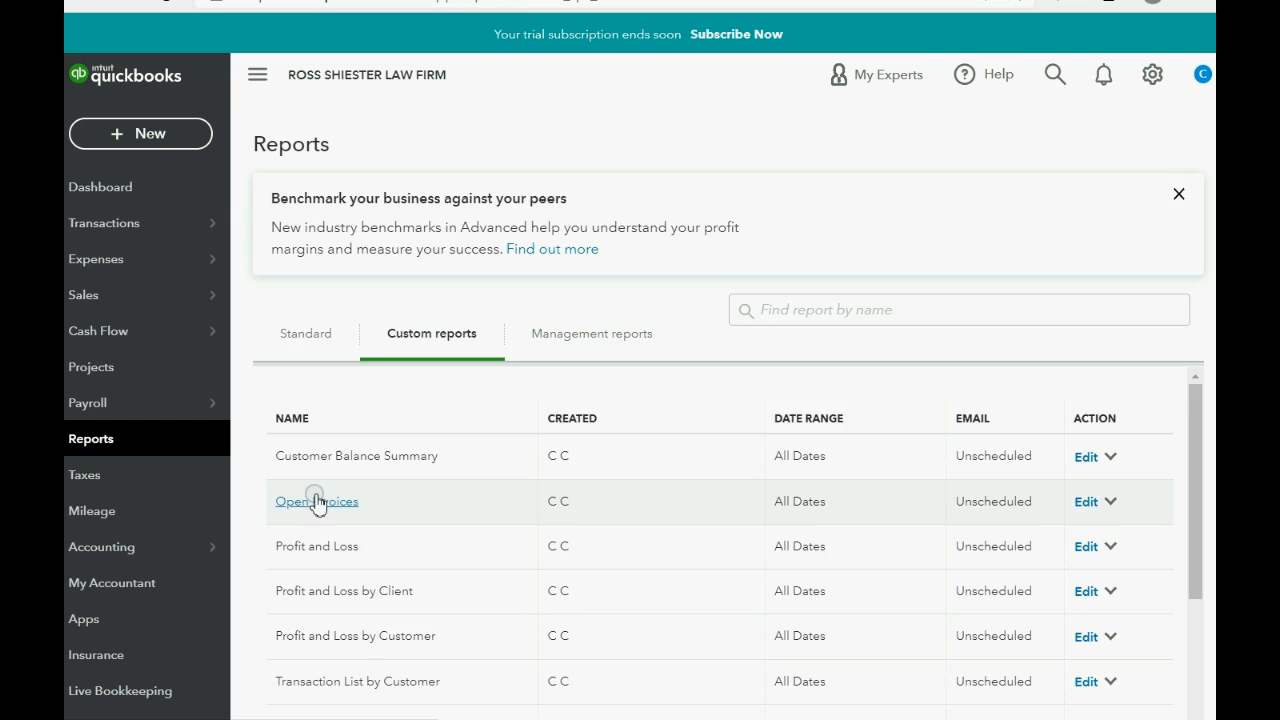 Your trial subscription ends soon Subscribe Now
intuit quickbooks
ROSS SHIESTER LAW FIRM
My Experts
Help
C
+ New
Dashboard
Transactions
Expenses
Sales
Cash Flow
Projects
Payroll
Reports
Taxes
Mileage
Accounting
My Accountant
Apps
Insurance
Live Bookkeeping
Reports
Benchmark your business against your peers
New industry benchmarks in Advanced help you understand your profit
margins and measure your success. Find out more
Find report by name
Standard Custom reports Management reports
NAME CREATED DATE RANGE EMAIL ACTION
Customer Balance Summary C C All Dates Unscheduled Edit
Open Invoices C C All Dates Unscheduled Edit
Profit and Loss C C All Dates Unscheduled Edit
Profit and Loss by Client C C All Dates Unscheduled Edit
Profit and Loss by Customer C C All Dates Unscheduled Edit
Transaction List by Customer C C All Dates Unscheduled Edit